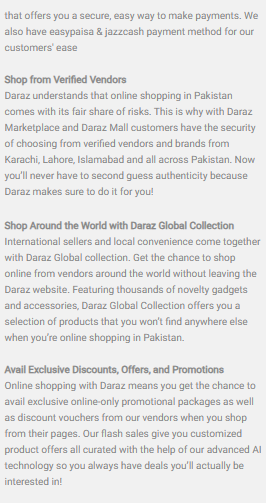 that offers you a secure, easy way to make payments. We
also have easypaisa & jazzcash payment method for our
customers' ease
Shop from Verified Vendors
Daraz understands that online shopping in Pakistan
comes with its fair share of risks. This is why with Daraz
Marketplace and Daraz Mall customers have the security
of choosing from verified vendors and brands from
Karachi, Lahore, Islamabad and all across Pakistan. Now
you'll never have to second guess authenticity because
Daraz makes sure to do it for you!
Shop Around the World with Daraz Global Collection
International sellers and local convenience come together
with Daraz Global collection. Get the chance to shop
online from vendors around the world without leaving the
Daraz website. Featuring thousands of novelty gadgets
and accessories, Daraz Global Collection offers you a
selection of products that you won't find anywhere else
when you're online shopping in Pakistan.
Avail Exclusive Discounts, Offers, and Promotions
Online shopping with Daraz means you get the chance to
avail exclusive online-only promotional packages as well
as discount vouchers from our vendors when you shop
from their pages. Our flash sales give you customized
product offers all curated with the help of our advanced AI
technology so you always have deals you'll actually be
interested in!